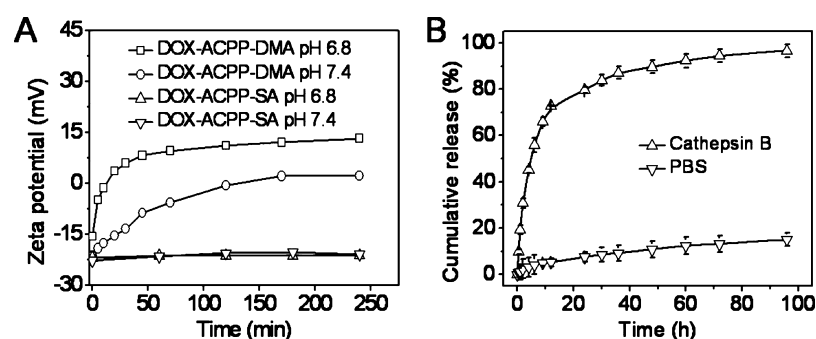 A
45
30
15
0
-15
-30
Zeta potential (mV)
DOX-ACPP-DMA pH 6.8
DOX-ACPP-DMA pH 7.4
DOX-ACPP-SA pH 6.8
DOX-ACPP-SA pH 7.4
0 50 100 150 200 250
Time (min)
B
100
80
60
40
20
0
Cumulative release (%)
Cathepsin B
PBS
0 20 40 60 80 100
Time (h)